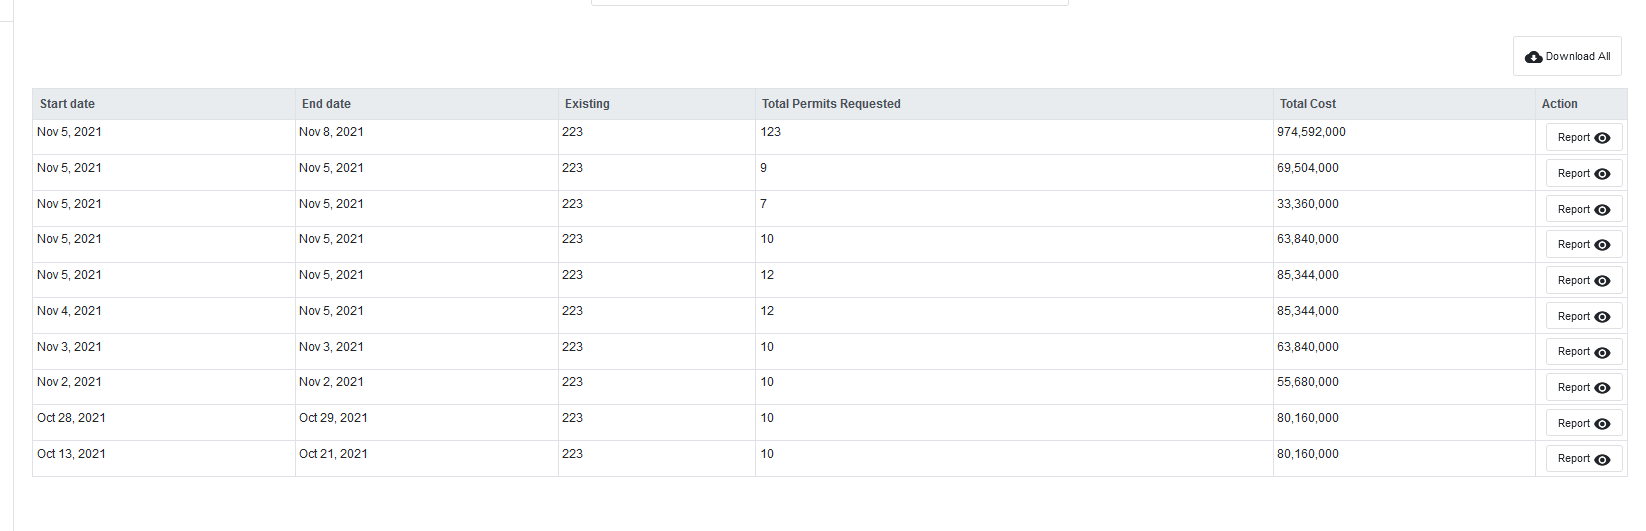 Download All
Start date End date Existing Total Permits Requested Total Cost Action
Nov 5, 2021 Nov 8, 2021 223 123 974,592,000 Report
Nov 5, 2021 Nov 5, 2021 223 9 69,504,000 Report
Nov 5, 2021 Nov 5, 2021 223 7 33,360,000 Report
Nov 5, 2021 Nov 5, 2021 223 10 63,840,000 Report
Nov 5, 2021 Nov 5, 2021 223 12 85,344,000 Report
Nov 4, 2021 Nov 5, 2021 223 12 85,344,000 Report
Nov 3, 2021 Nov 3, 2021 223 10 63,840,000 Report
Nov 2, 2021 Nov 2, 2021 223 10 55,680,000 Report
Oct 28, 2021 Oct 29, 2021 223 10 80,160,000 Report
Oct 13, 2021 Oct 21, 2021 223 10 80,160,000 Report